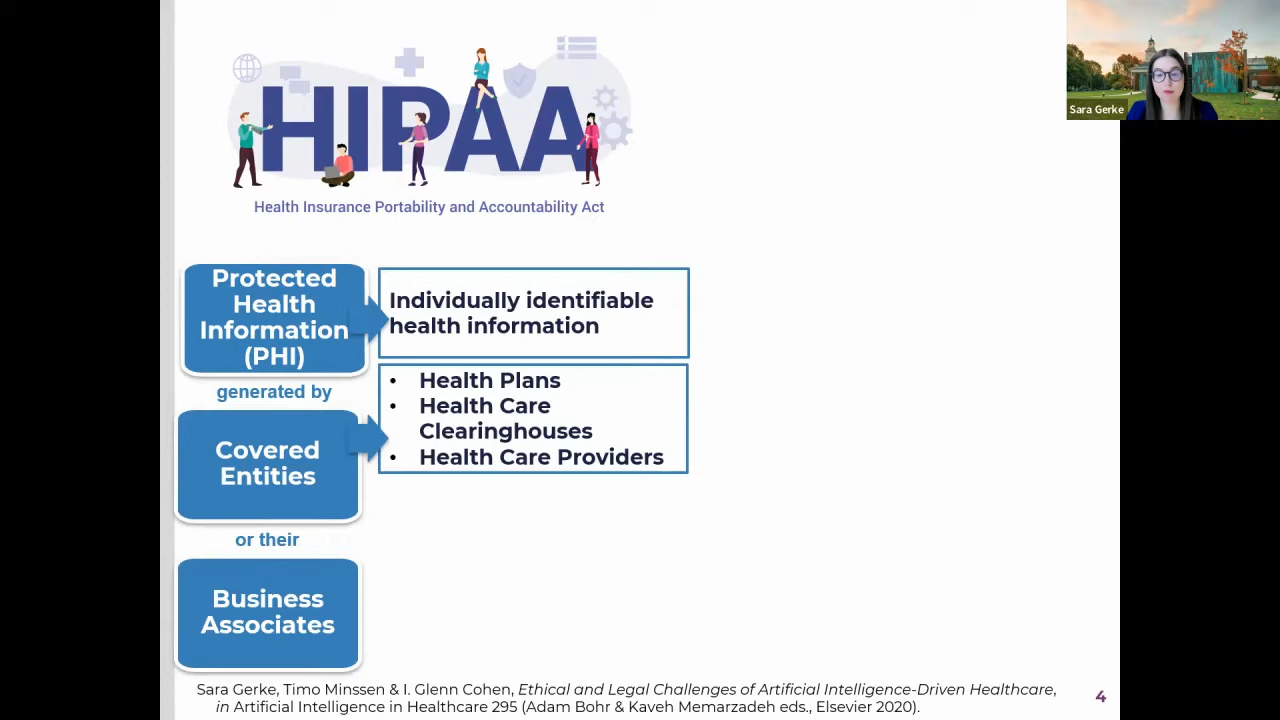 HIPAA
Health Insurance Portability and Accountability Act
Sara Gerke
Protected
Health
Information
(PHI)
Individually identifiable
health information
generated by
• Health Plans
• Health Care
Clearinghouses
• Health Care Providers
Covered
Entities
or their
Business
Associates
Sara Gerke, Timo Minssen & I. Glenn Cohen, Ethical and Legal Challenges of Artificial Intelligence-Driven Healthcare,
in Artificial Intelligence in Healthcare 295 (Adam Bohr & Kaveh Memarzadeh eds., Elsevier 2020).
4